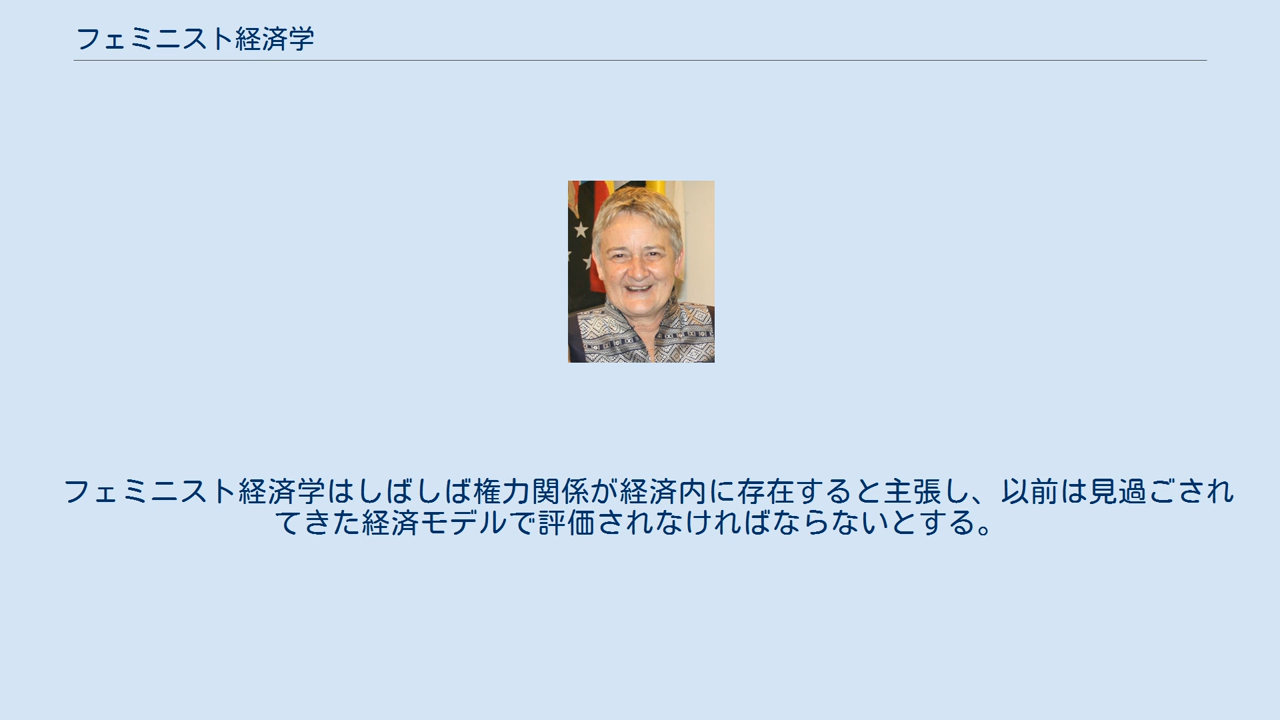 フェミニスト経済学
フェミニスト経済学はしばしば権力関係が経済内に存在すると主張し、以前は見過ごされ
てきた経済モデルで評価されなければならないとする。